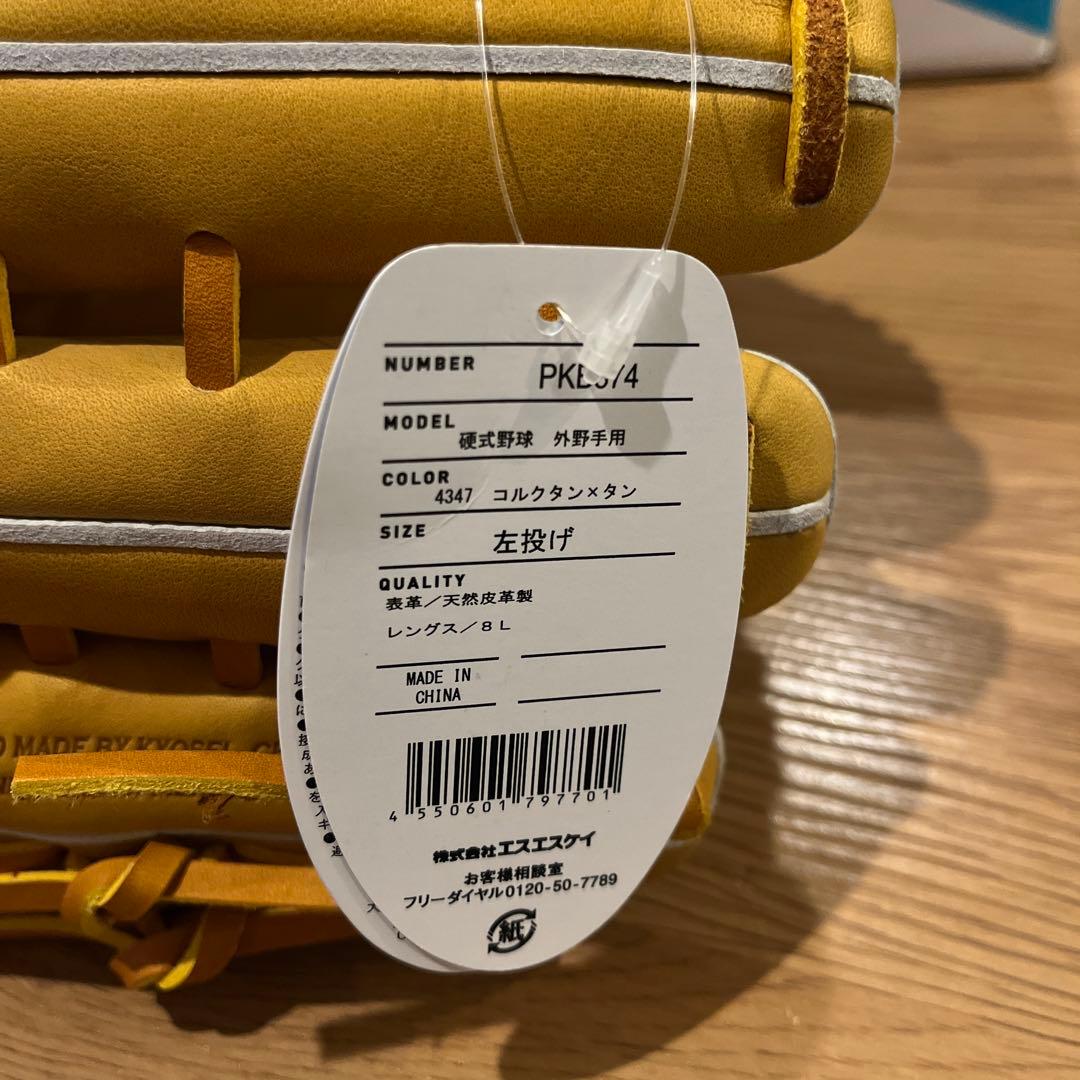 NUMBER
MODEL
硬式野球 外野手用
COLOR
4347 コルクタン×タン
SIZE
左投げ
QUALITY
表革／天然皮革製
レングス／8L
MADE IN
CHINA
4 550601 797701
株式会社エスエスケイ
お客様相談室
フリーダイヤル0120-50-7789
紙
MADE BY KYOSEI